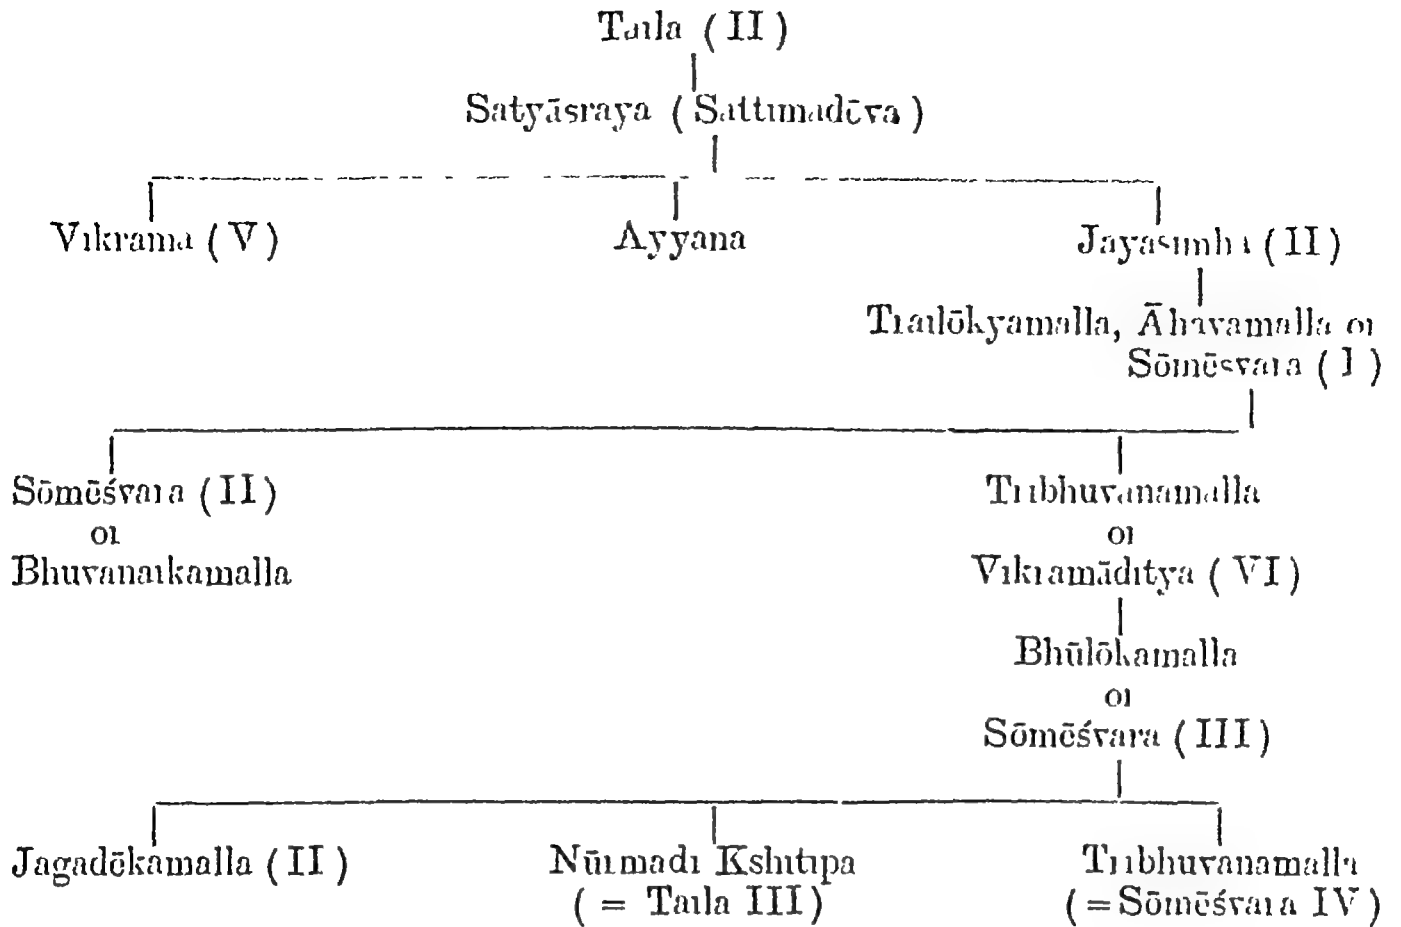 Taila (II)
Satyāsraya (Sattimadēva)
Vikrama (V) Ayyana Jayasimha (II)
Trailōkyamalla, Āhavamalla or
Sōmēsvara (I)
Sōmēśvara (II) Tribhuvanamalla
or or
Bhuvanaikamalla Vikramāditya (VI)
Bhūlōkamalla
or
Sōmēśvara (III)
Jagadēkamalla (II) Nūrmadi Kshitipa Tribhuvanamalla
(= Taila III) (=Sōmēśvara IV)